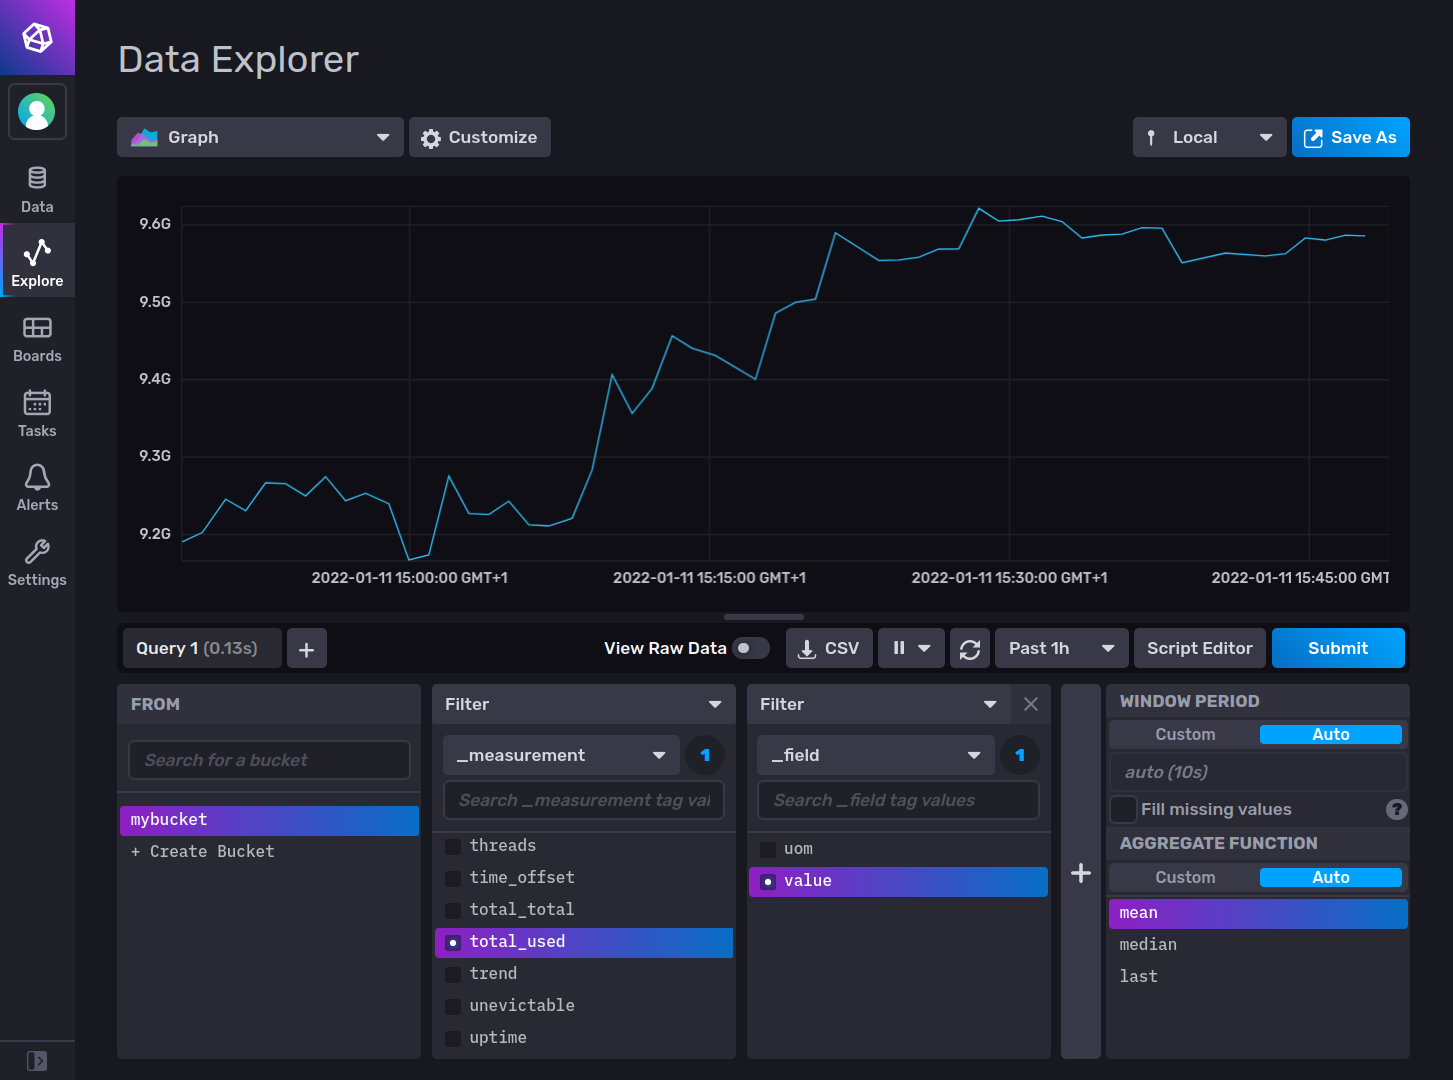 Data Explorer
Graph
Customize
Local
Save As
Data
Explore
Boards
Tasks
Alerts
Settings
9.6G
9.5G
9.4G
9.3G
9.2G
2022-01-11 15:00:00 GMT+1
2022-01-11 15:15:00 GMT+1
2022-01-11 15:30:00 GMT+1
2022-01-11 15:45:00 GMT
Query 1 (0.13s)
+
View Raw Data
CSV
Past 1h
Script Editor
Submit
FROM
Search for a bucket
mybucket
+ Create Bucket
Filter
_measurement
1
Search _measurement tag val
threads
time_offset
total_total
total_used
trend
unevictable
uptime
Filter
_field
1
Search _field tag values
uom
value
+
WINDOW PERIOD
Custom
Auto
auto (10s)
Fill missing values
?
AGGREGATE FUNCTION
Custom
Auto
mean
median
last